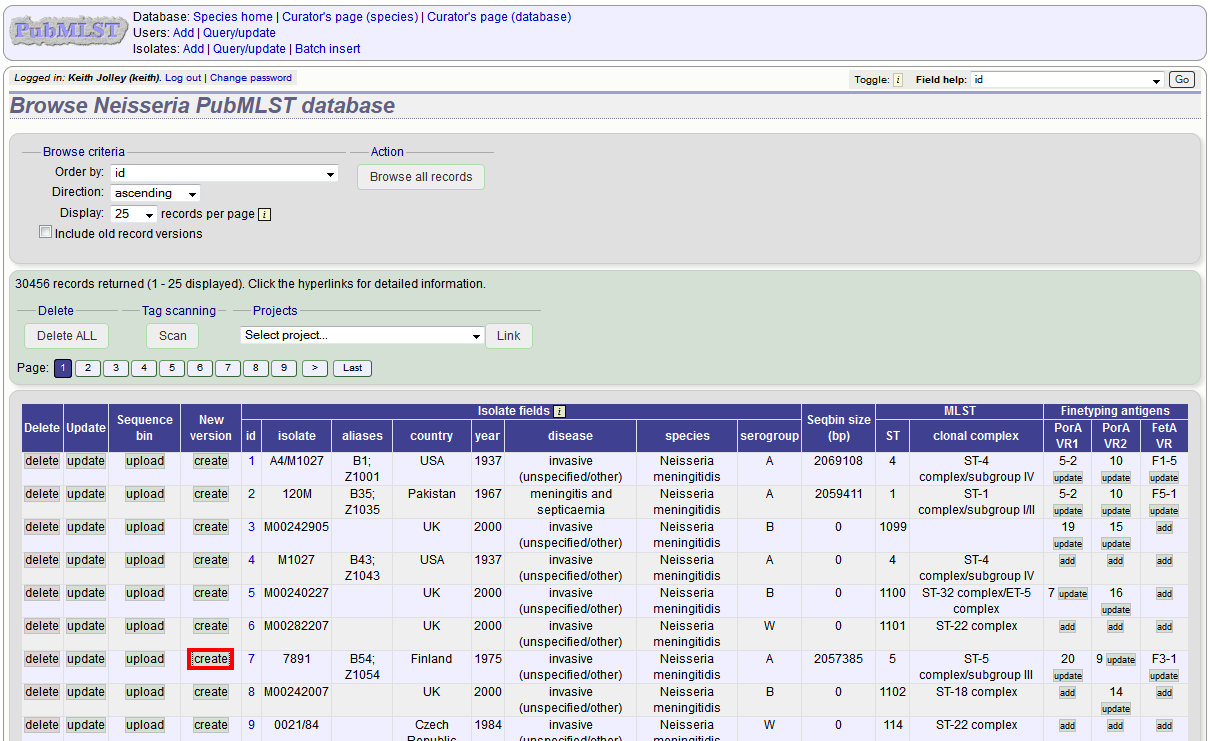 PubMLST
Database: Species home | Curator's page (species) | Curator's page (database)
Users: Add | Query/update
Isolates: Add | Query/update | Batch insert
Logged in: Keith Jolley (keith). Log out | Change password
Toggle: i Field help: id Go
Browse Neisseria PubMLST database
Browse criteria Action
Order by: id Browse all records
Direction: ascending
Display: 25 records per page i
Include old record versions
30456 records returned (1 - 25 displayed). Click the hyperlinks for detailed information.
Delete Tag scanning Projects
Delete ALL Scan Select project... Link
Page: 1 2 3 4 5 6 7 8 9 > Last
Delete Update Sequence bin New version Isolate fields i Seqbin size (bp) MLST Finetyping antigens
id isolate aliases country year disease species serogroup ST clonal complex PorA VR1 PorA VR2 FetA VR
delete update upload create 1 A4/M1027 B1; USA 1937 invasive Neisseria A 2069108 4 ST-4 5-2 10 F1-5
Z1001 (unspecified/other) meningitidis complex/subgroup IV update update update
delete update upload create 2 120M B35; Pakistan 1967 meningitis and Neisseria A 2059411 1 ST-1 5-2 10 F5-1
Z1035 septicaemia meningitidis complex/subgroup I/II update update update
delete update upload create 3 M00242905 UK 2000 invasive Neisseria B 0 1099 19 15 add
(unspecified/other) meningitidis update update
delete update upload create 4 M1027 B43; USA 1937 invasive Neisseria A 0 4 ST-4 add add add
Z1043 (unspecified/other) meningitidis complex/subgroup IV
delete update upload create 5 M00240227 UK 2000 invasive Neisseria B 0 1100 ST-32 complex/ET-5 7 update 16 add
(unspecified/other) meningitidis complex update
delete update upload create 6 M00282207 UK 2000 invasive Neisseria W 0 1101 ST-22 complex add add add
(unspecified/other) meningitidis
delete update upload create 7 7891 B54; Finland 1975 invasive Neisseria A 2057385 5 ST-5 20 9 update F3-1
Z1054 (unspecified/other) meningitidis complex/subgroup III update update
delete update upload create 8 M00242007 UK 2000 invasive Neisseria B 0 1102 ST-18 complex add 14 add
(unspecified/other) meningitidis update
delete update upload create 9 0021/84 Czech 1984 invasive Neisseria W 0 114 ST-22 complex add add add
Republic (unspecified/other) meningitidis